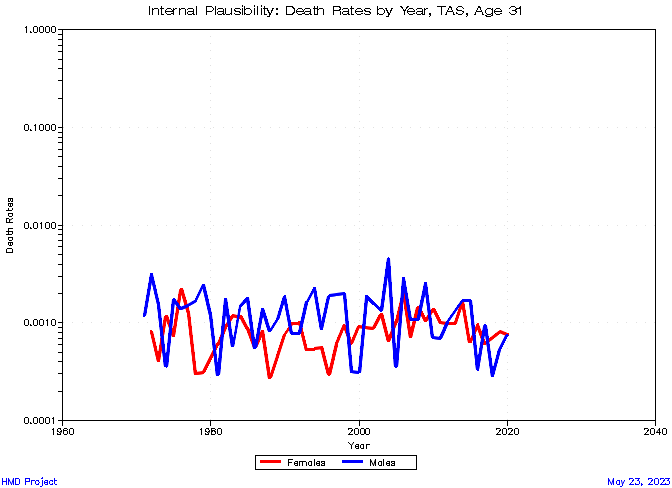 Internal Plausibility: Death Rates by Year, TAS, Age 31
1.0000
0.1000
0.0100
0.0010
0.0001
Death Rates
1960 1980 2000 2020 2040
Year
Females Males
HMD Project
May 23, 2023